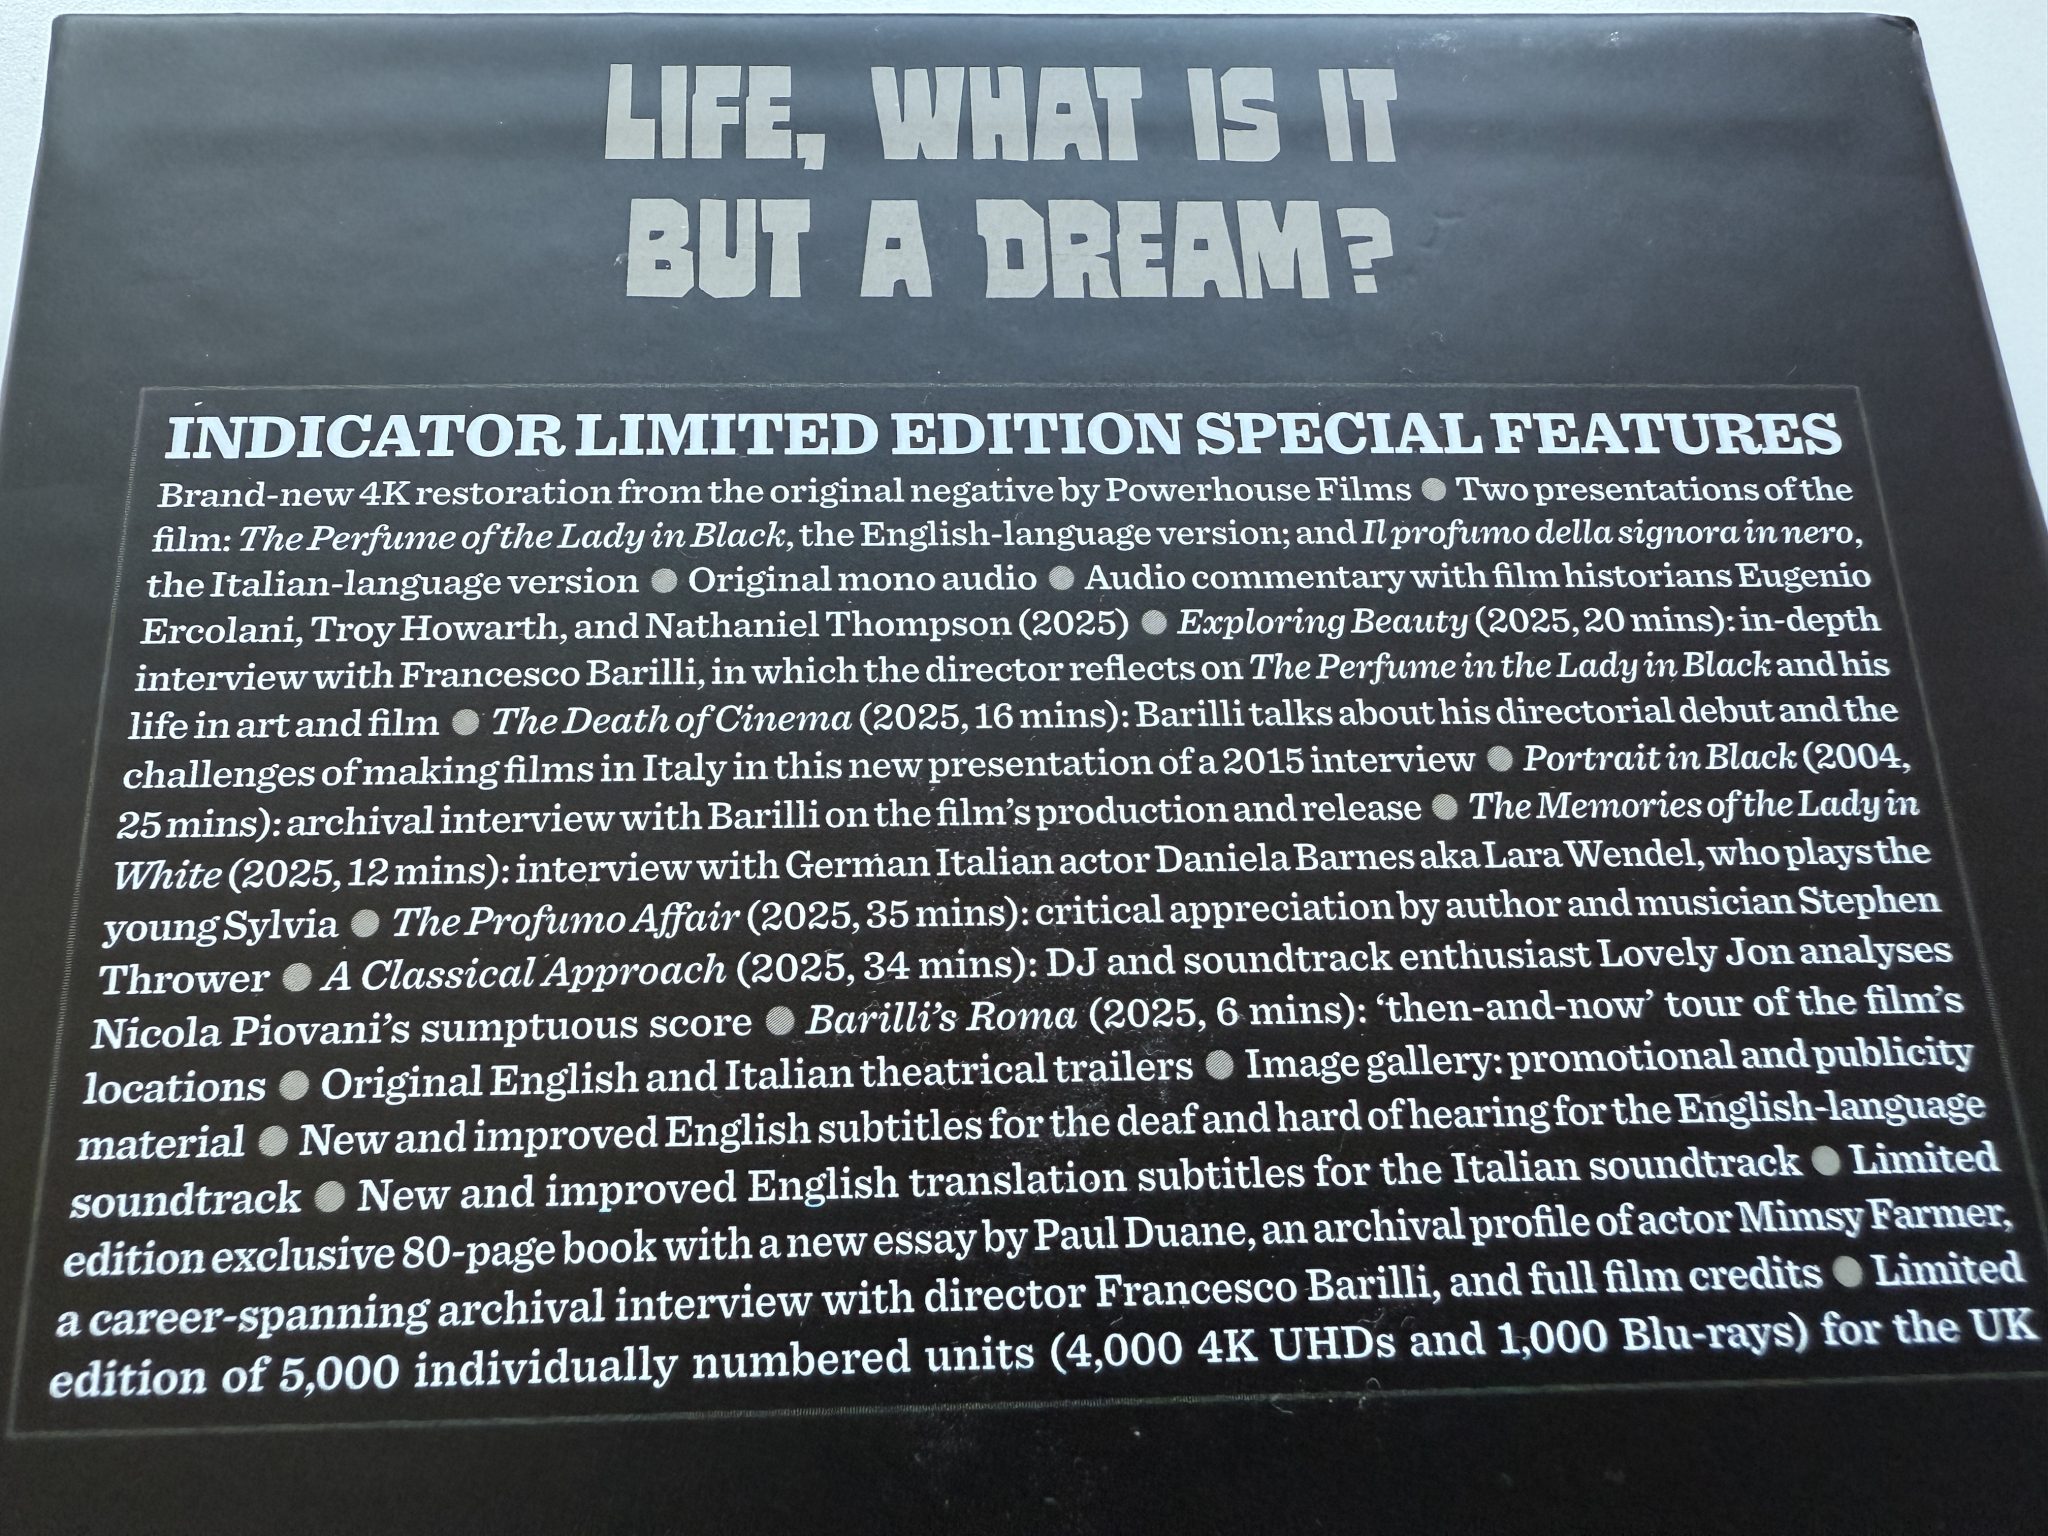 LIFE, WHAT IS IT
BUT A DREAM?
INDICATOR LIMITED EDITION SPECIAL FEATURES
Brand-new 4K restoration from the original negative by Powerhouse Films ● Two presentations of the
film: The Perfume of the Lady in Black, the English-language version; and Il profumo della signora in nero,
the Italian-language version ● Original mono audio ● Audio commentary with film historians Eugenio
Ercolani, Troy Howarth, and Nathaniel Thompson (2025) ● Exploring Beauty (2025, 20 mins): in-depth
interview with Francesco Barilli, in which the director reflects on The Perfume in the Lady in Black and his
life in art and film ● The Death of Cinema (2025, 16 mins): Barilli talks about his directorial debut and the
challenges of making films in Italy in this new presentation of a 2015 interview ● Portrait in Black (2004,
25 mins): archival interview with Barilli on the film's production and release ● The Memories of the Lady in
White (2025, 12 mins): interview with German Italian actor Daniela Barnes aka Lara Wendel, who plays the
young Sylvia ● The Profumo Affair (2025, 35 mins): critical appreciation by author and musician Stephen
Thrower ● A Classical Approach (2025, 34 mins): DJ and soundtrack enthusiast Lovely Jon analyses
Nicola Piovani's sumptuous score ● Barilli's Roma (2025, 6 mins): ‘then-and-now’ tour of the film's
locations ● Original English and Italian theatrical trailers ● Image gallery: promotional and publicity
material ● New and improved English subtitles for the deaf and hard of hearing for the English-language
soundtrack ● New and improved English translation subtitles for the Italian soundtrack ● Limited
edition exclusive 80-page book with a new essay by Paul Duane, an archival profile of actor Mimsy Farmer,
a career-spanning archival interview with director Francesco Barilli, and full film credits ● Limited
edition of 5,000 individually numbered units (4,000 4K UHDs and 1,000 Blu-rays) for the UK